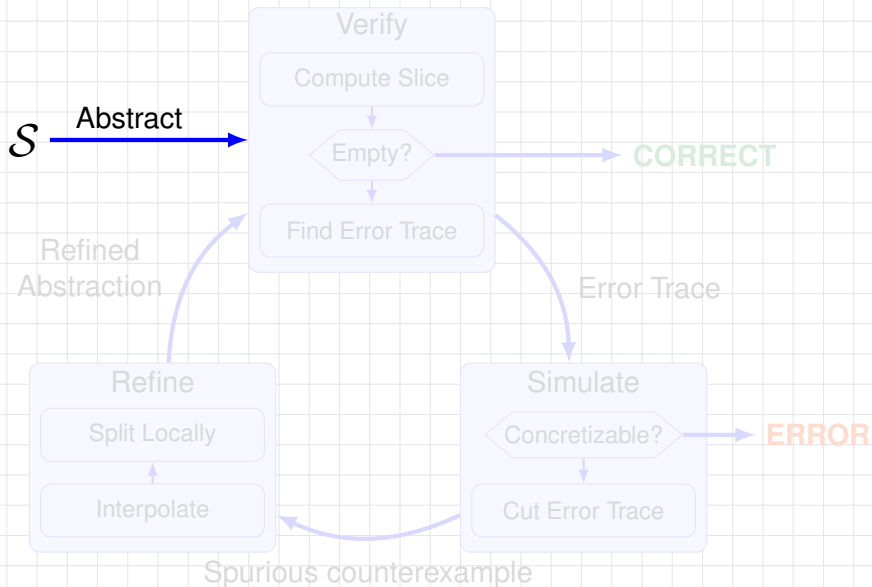 Verify
Compute Slice
Abstract
𝒮
Empty?
CORRECT
Find Error Trace
Refined
Abstraction
Error Trace
Refine
Simulate
Split Locally
Concretizable?
ERROR
Interpolate
Cut Error Trace
Spurious counterexample